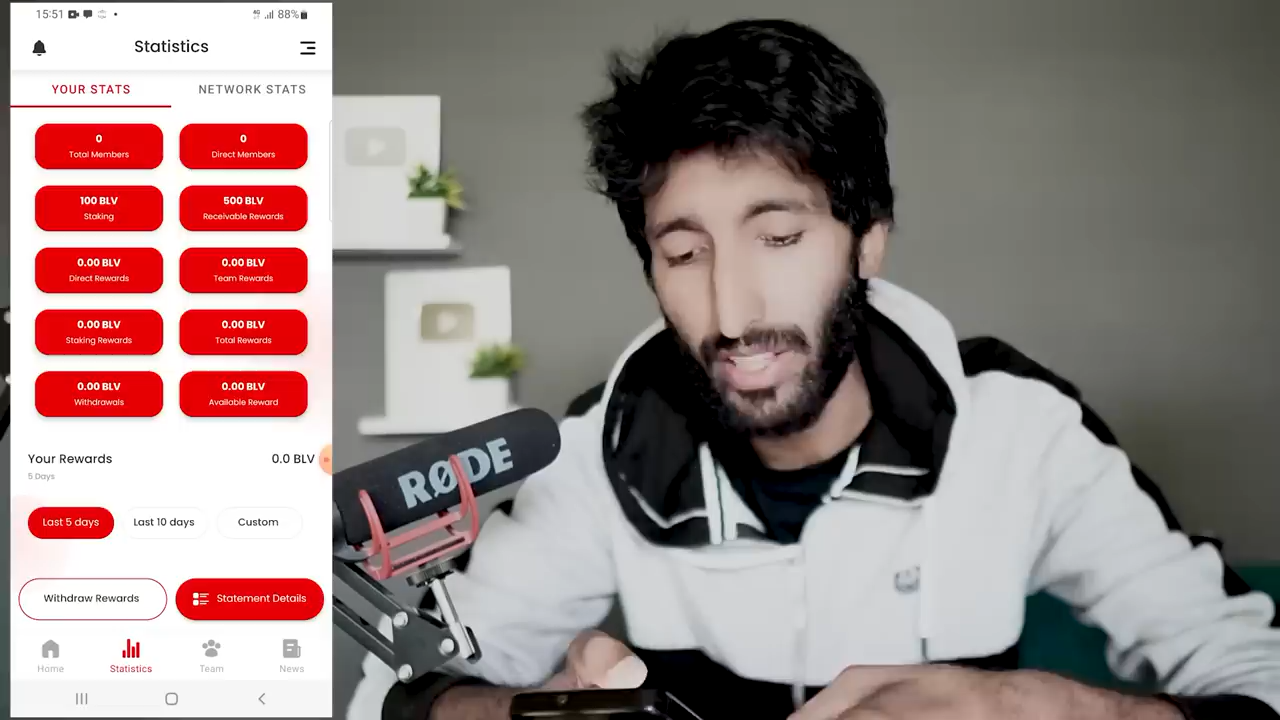 15:51
4G
88%
Statistics
YOUR STATS
NETWORK STATS
0
Total Members
0
Direct Members
100 BLV
Staking
500 BLV
Receivable Rewards
0.00 BLV
Direct Rewards
0.00 BLV
Team Rewards
0.00 BLV
Staking Rewards
0.00 BLV
Total Rewards
0.00 BLV
Withdrawals
0.00 BLV
Available Reward
Your Rewards
0.0 BLV
5 Days
Last 5 days
Last 10 days
Custom
Withdraw Rewards
Statement Details
Home
Statistics
Team
News
RØDE